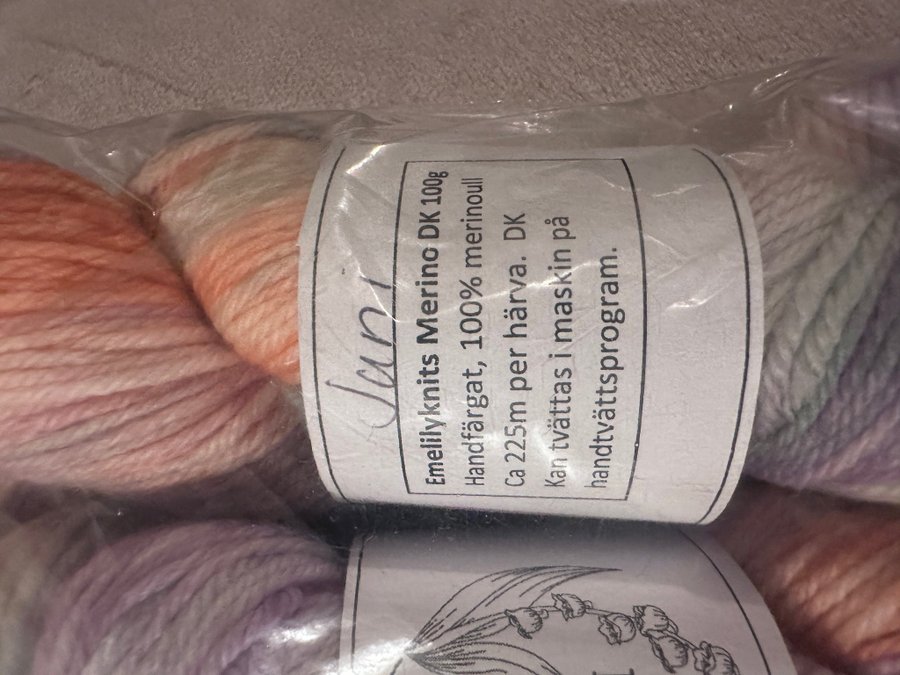 Juni
Emelilyknits Merino DK 100g
Handfärgat, 100% merinoull
Ca 225m per härva. DK
Kan tvättas i maskin på
handtvättsprogram.